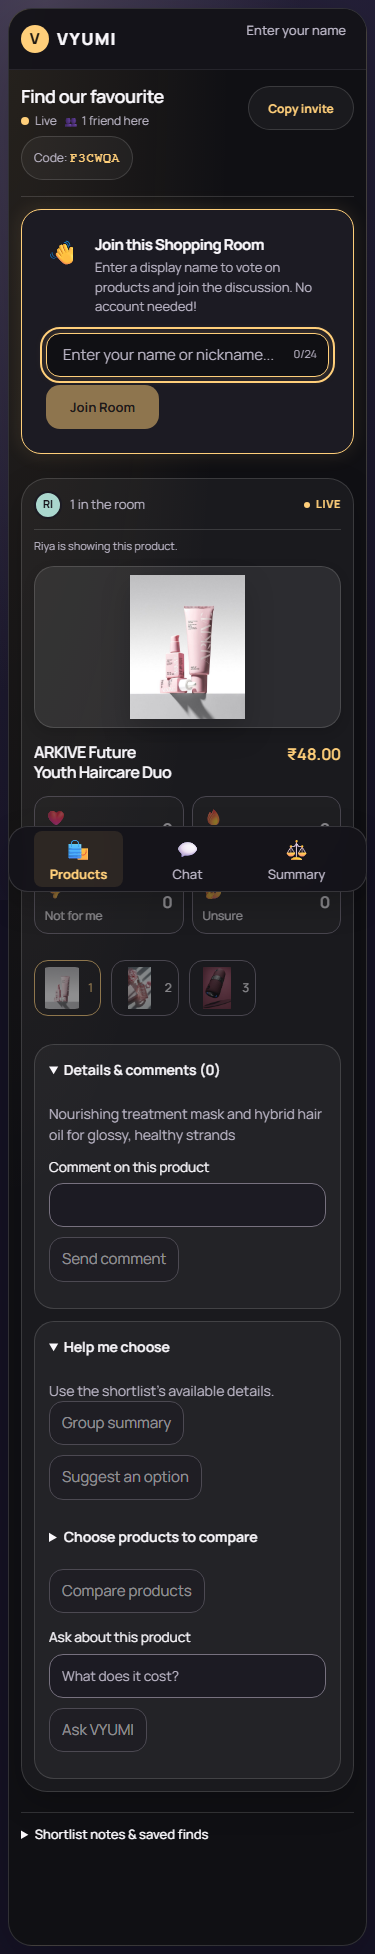 V VYUMI
Enter your name
Find our favourite
Live 1 friend here
Copy invite
Code: F3CWQA
Join this Shopping Room
Enter a display name to vote on
products and join the discussion. No
account needed!
Enter your name or nickname... 0/24
Join Room
RI 1 in the room LIVE
Riya is showing this product.
ARKIVE Future
Youth Haircare Duo
₹48.00
Products Chat Summary
Not for me 0
Unsure 0
1 2 3
Details & comments (0)
Nourishing treatment mask and hybrid hair
oil for glossy, healthy strands
Comment on this product
Send comment
Help me choose
Use the shortlist's available details.
Group summary
Suggest an option
Choose products to compare
Compare products
Ask about this product
What does it cost?
Ask VYUMI
Shortlist notes & saved finds